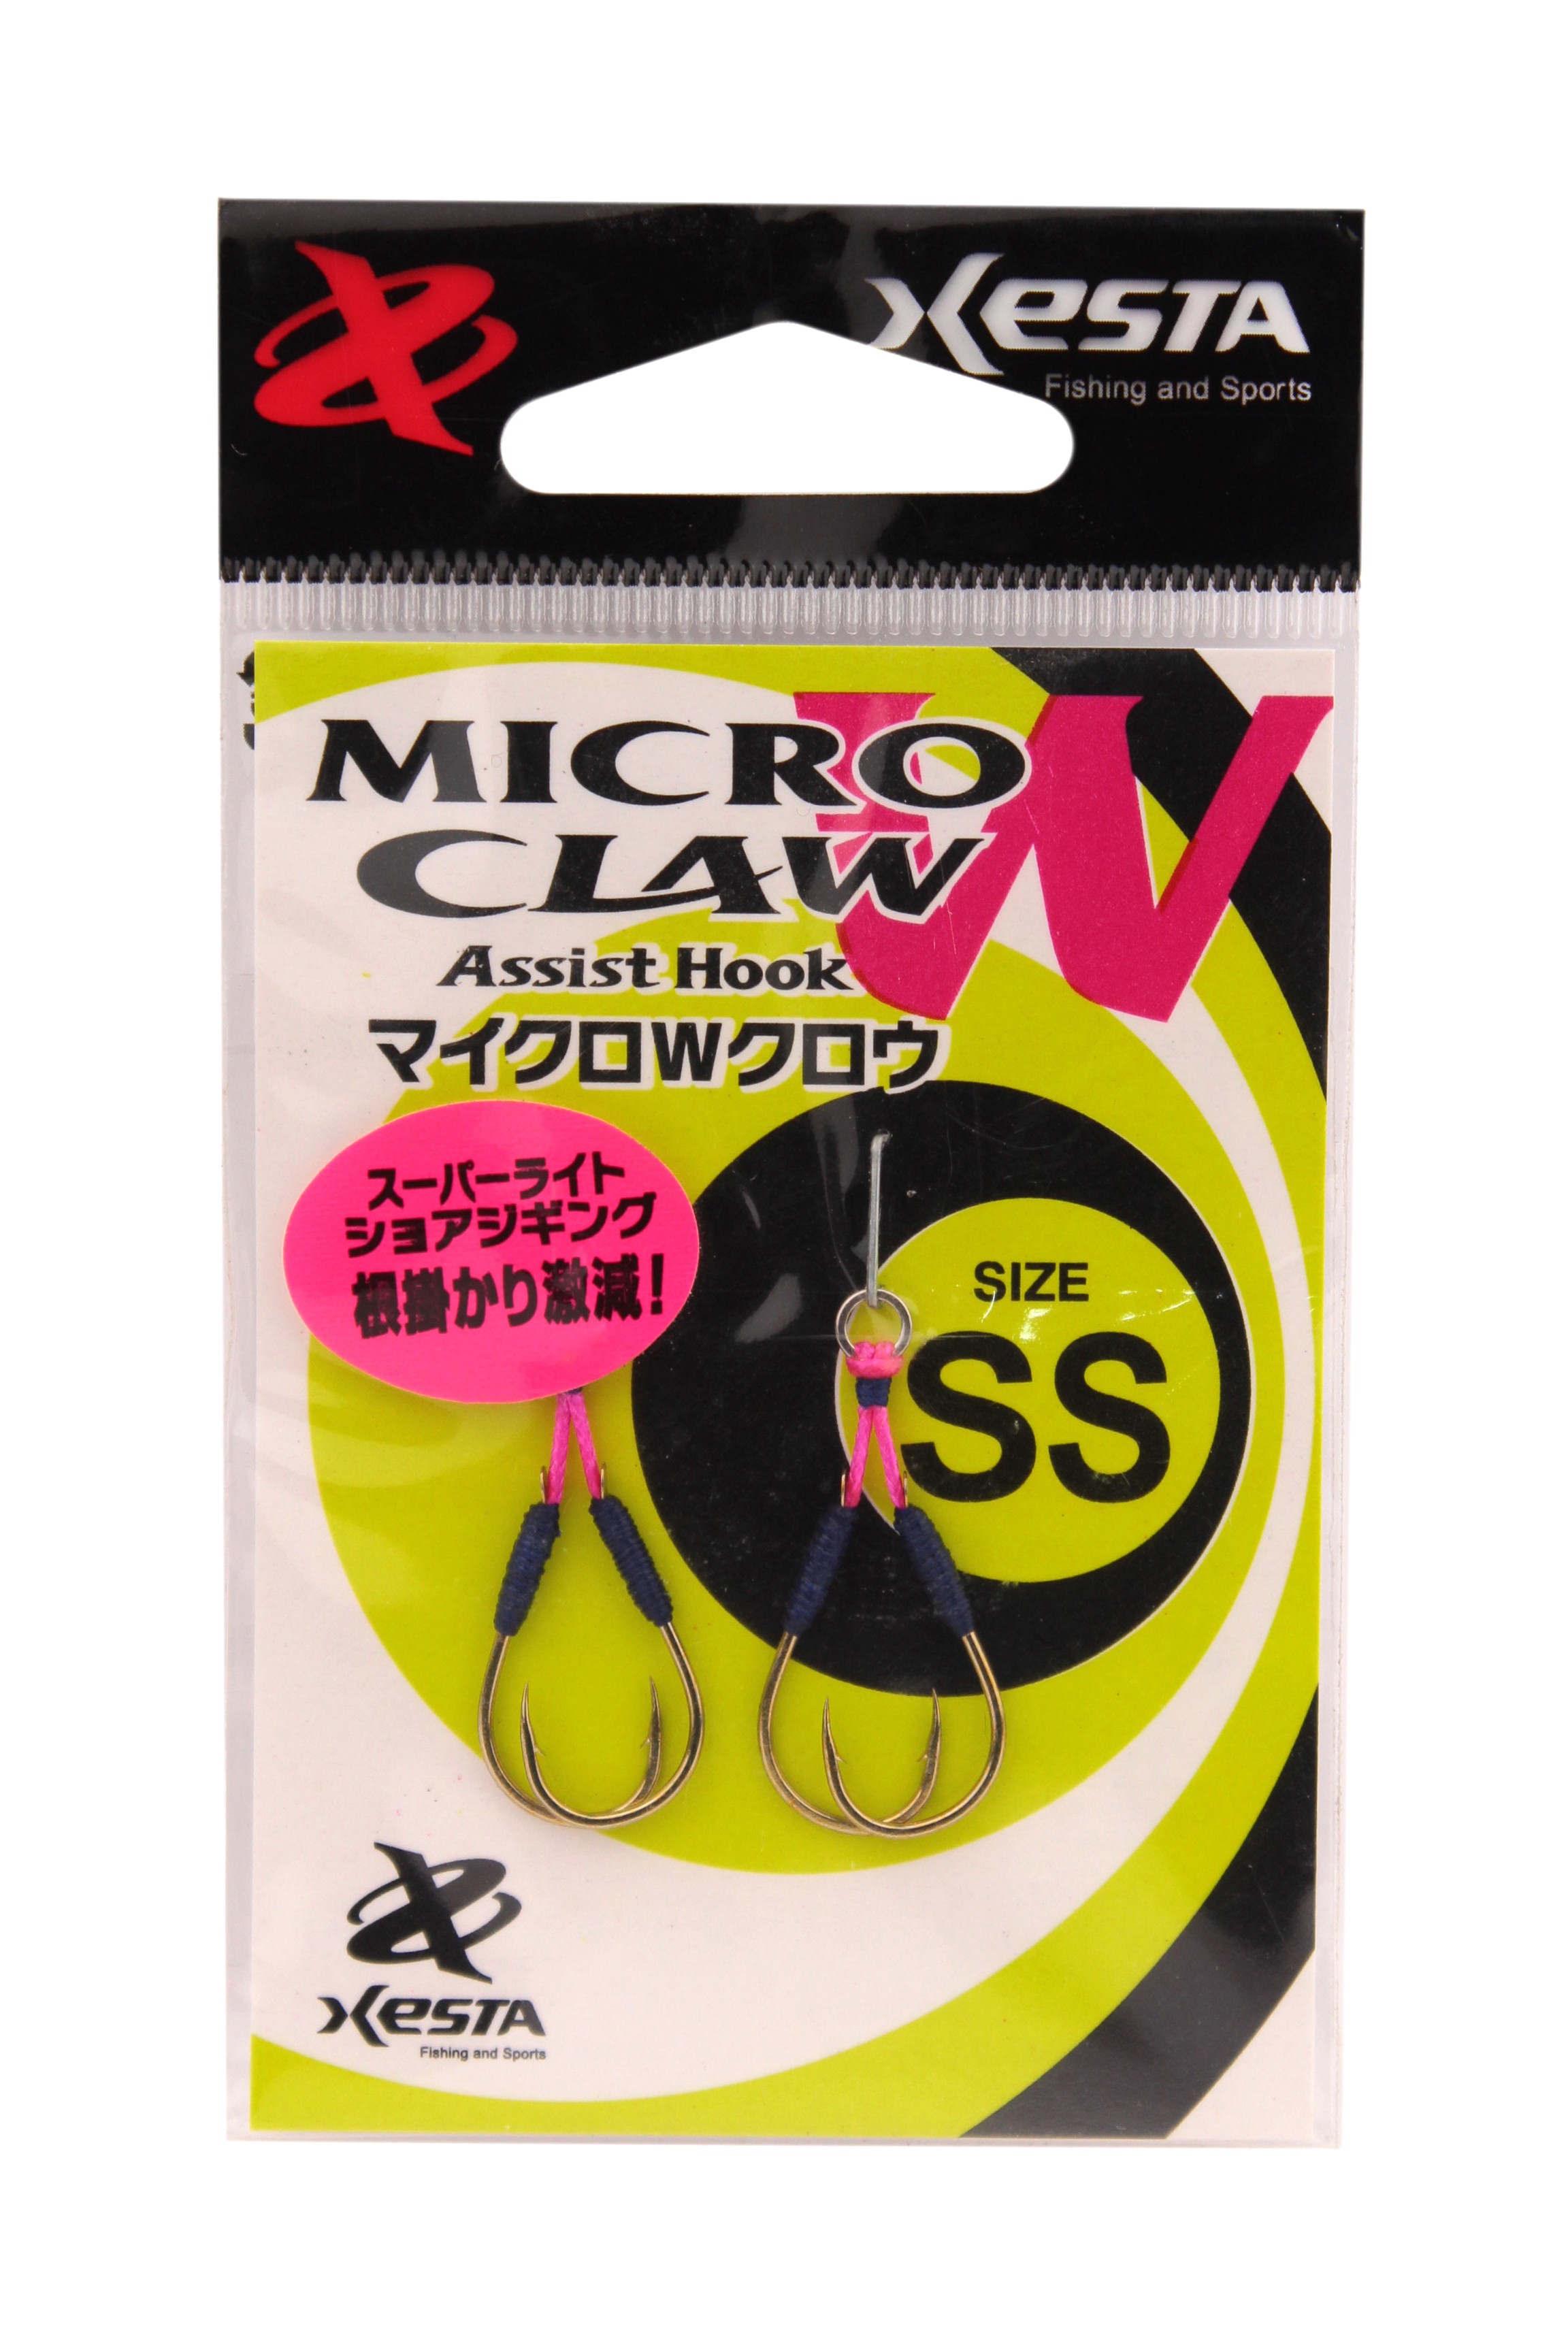 XESTA
Fishing and Sports
MICRO W
CLAW
Assist Hook
マイクロWクロウ
スーパーライト
ショアジギング
根掛かり激減!
SIZE
SS
XESTA
Fishing and Sports